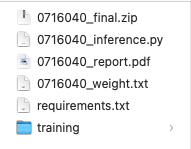 0716040_final.zip
0716040_inference.py
0716040_report.pdf
0716040_weight.txt
requirements.txt
training